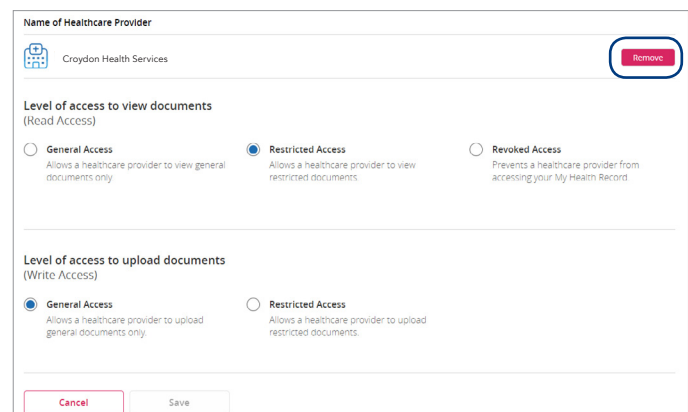 Name of Healthcare Provider
Croydon Health Services
Remove
Level of access to view documents
(Read Access)
General Access
Allows a healthcare provider to view general
documents only
Restricted Access
Allows a healthcare provider to view
restricted documents
Revoked Access
Prevents a healthcare provider from
accessing your My Health Record
Level of access to upload documents
(Write Access)
General Access
Allows a healthcare provider to upload
general documents only.
Restricted Access
Allows a healthcare provider to upload
restricted documents.
Cancel
Save